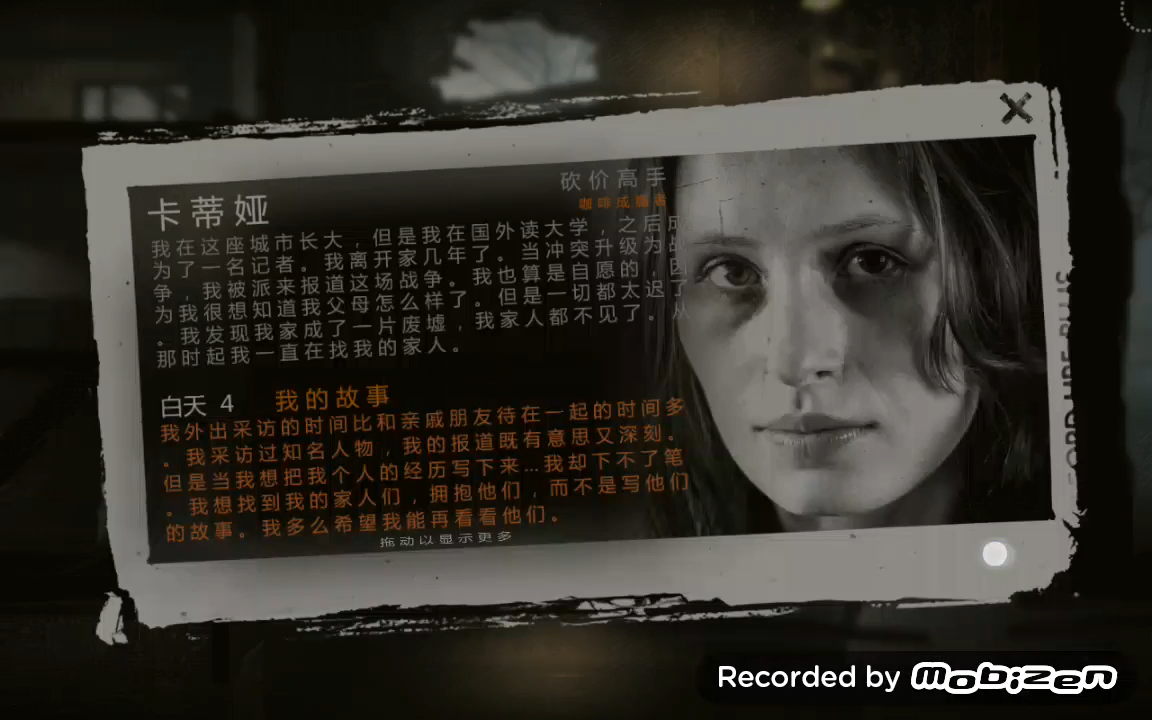 卡蒂娅
砍价高手
咖啡成瘾者
我在这座城市长大，但是我在国外读大学，之后成
为了一名记者。我离开家几年了。当冲突升级为战
争，我被派来报道这场战争。我也算是自愿的，因
为我很想知道我父母怎么样了。但是一切都太迟了
。我发现我家成了一片废墟，我家人都不见了。从
那时起我一直在找我的家人。
白天 4 我的故事
我外出采访的时间比和亲戚朋友待在一起的时间多
。我采访过知名人物，我的报道既有意思又深刻。
但是当我想把我个人的经历写下来...我却下不了笔
。我想找到我的家人们，拥抱他们，而不是写他们
的故事。我多么希望我能再看看他们。
拖动以显示更多
Recorded by mobizen